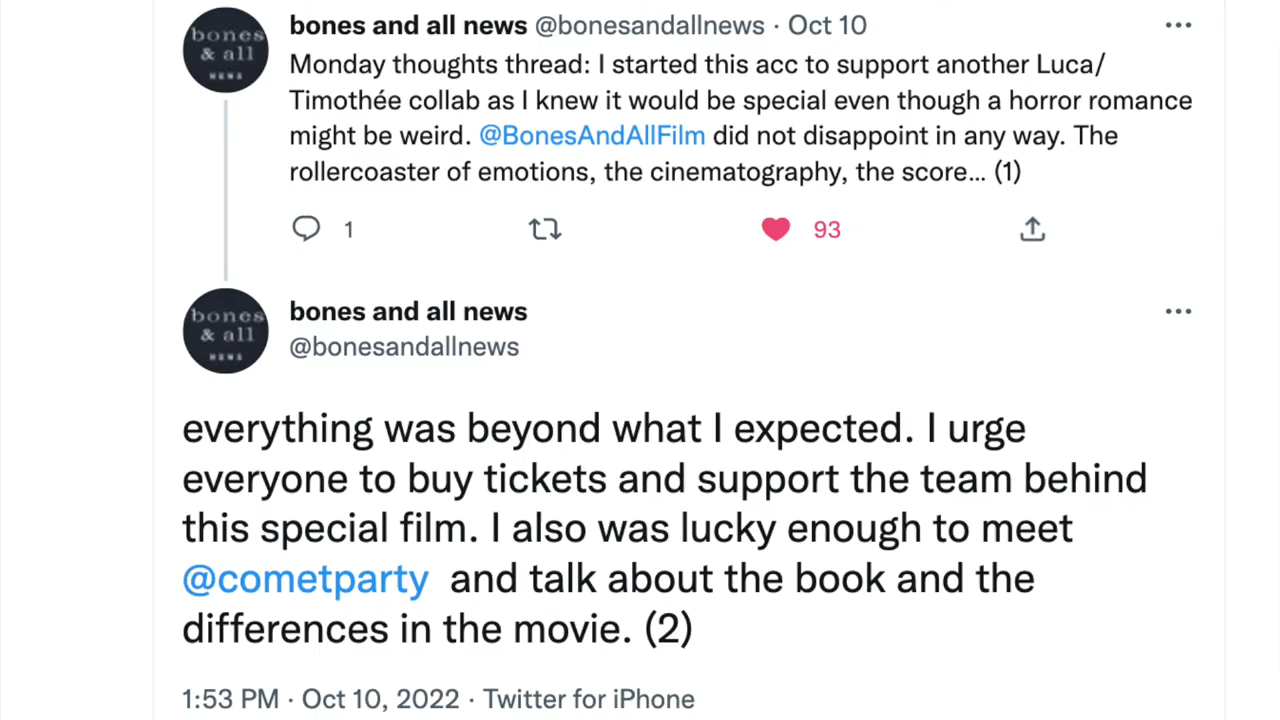 bones
& all
NEWS
bones and all news @bonesandallnews · Oct 10
Monday thoughts thread: I started this acc to support another Luca/
Timothée collab as I knew it would be special even though a horror romance
might be weird. @BonesAndAllFilm did not disappoint in any way. The
rollercoaster of emotions, the cinematography, the score... (1)
1
93
bones
& all
NEWS
bones and all news
@bonesandallnews
everything was beyond what I expected. I urge
everyone to buy tickets and support the team behind
this special film. I also was lucky enough to meet
@cometparty and talk about the book and the
differences in the movie. (2)
1:53 PM · Oct 10, 2022 · Twitter for iPhone